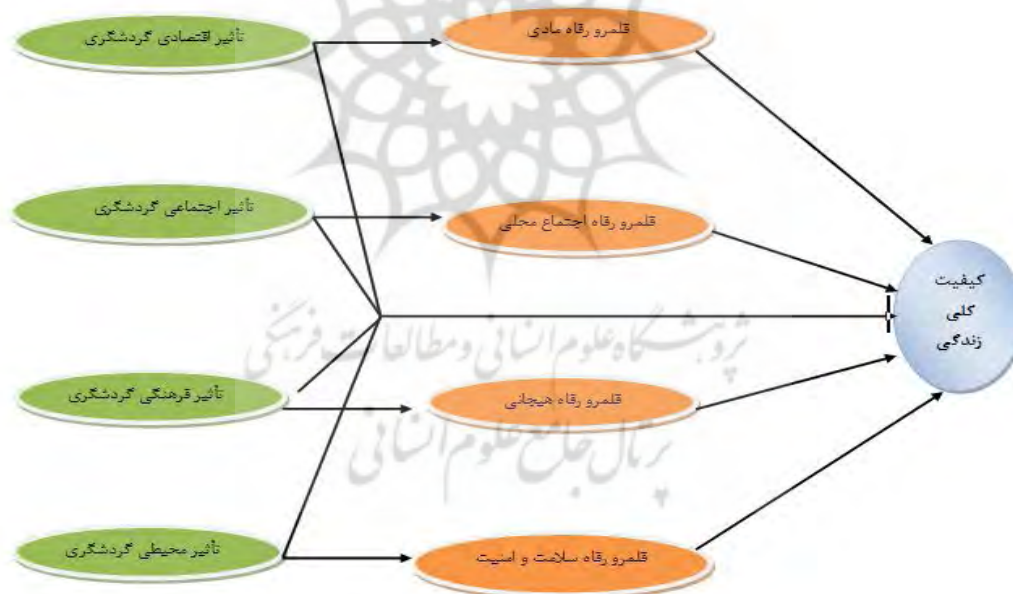 تأثیر اقتصادی گردشگری
قلمرو رفاه مادی
تأثیر اجتماعی گردشگری
قلمرو رفاه اجتماع محلی
کیفیت
کلی
زندگی
پژوهشگاه علوم انسانی و مطالعات فرهنگی
تأثیر قرهنگی گردشگری
قلمرو رفاه هیجانی
پرتال جامع علوم انسانی
تأثیر محیطی گردشگری
قلمرو رفاه سلامت و امنیت